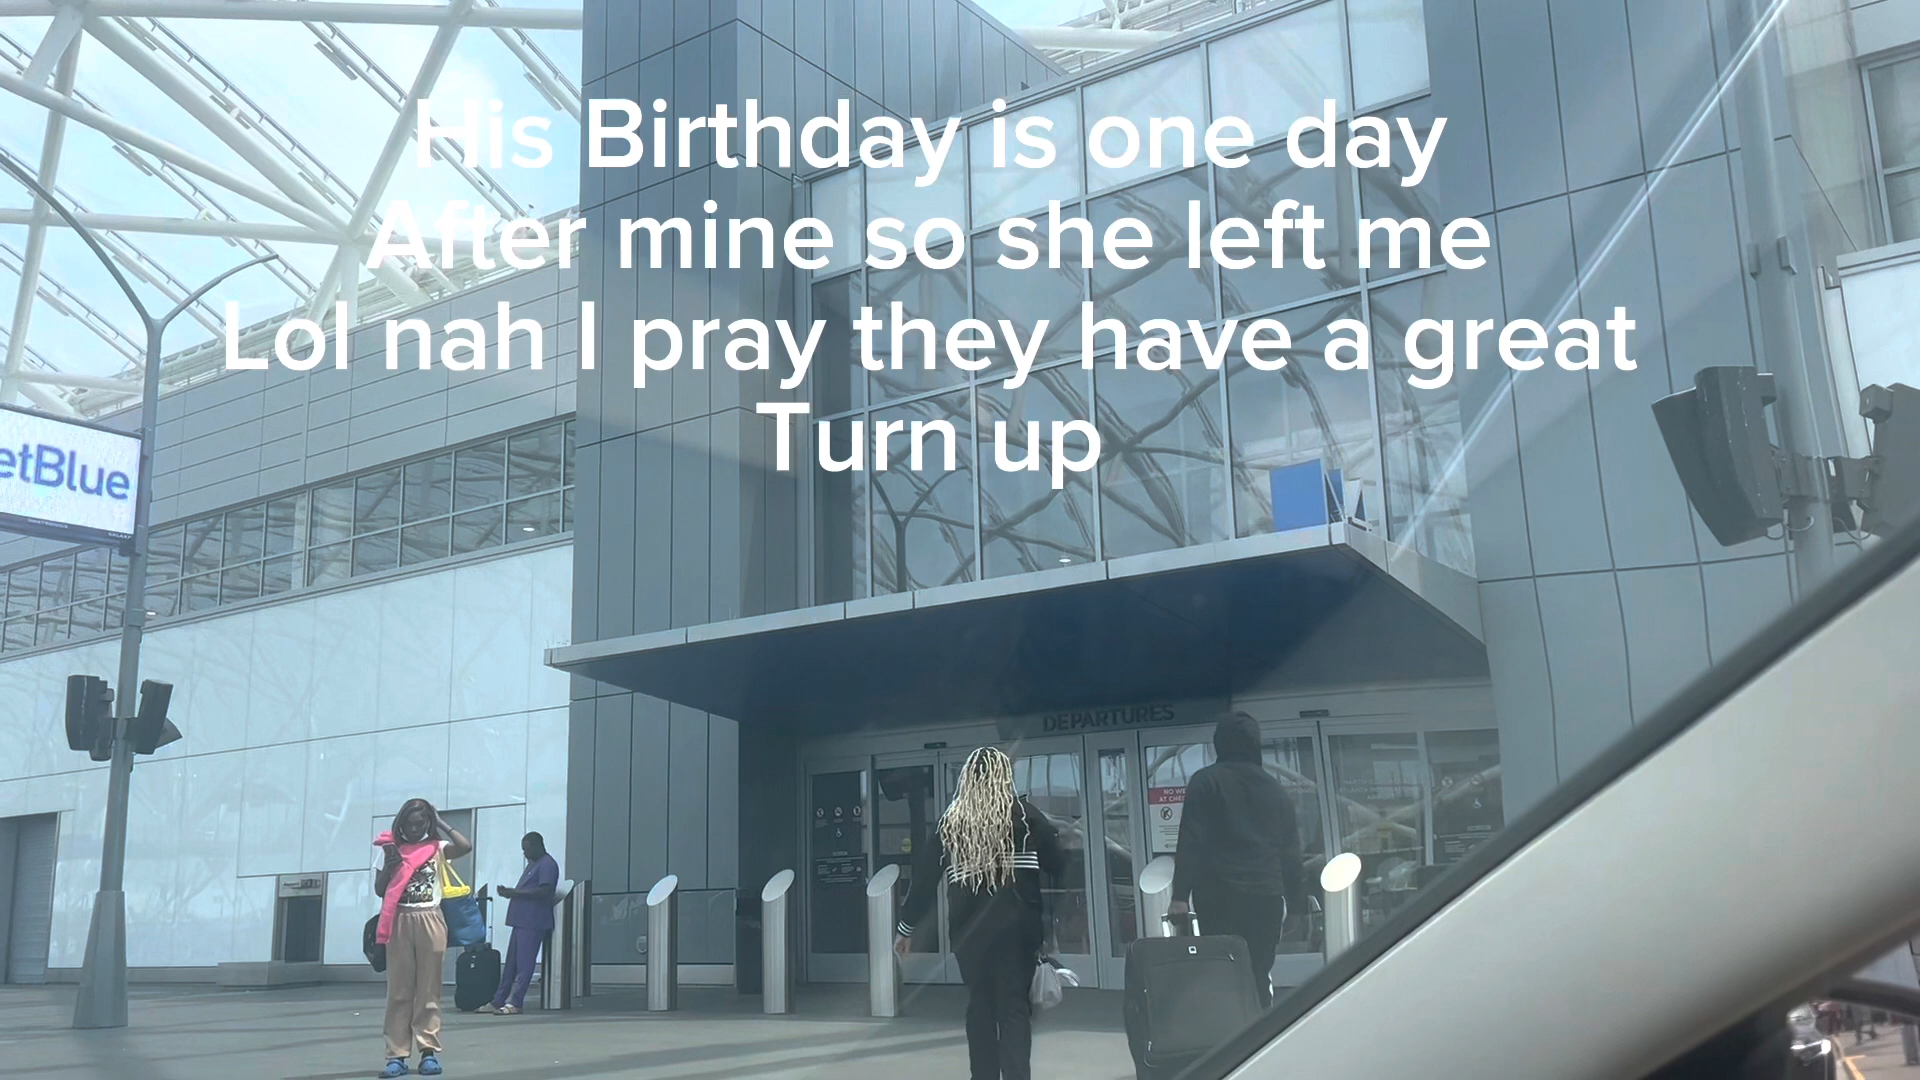 His Birthday is one day
After mine so she left me
Lol nah I pray they have a great
Turn up
etBlue
DEPARTURES